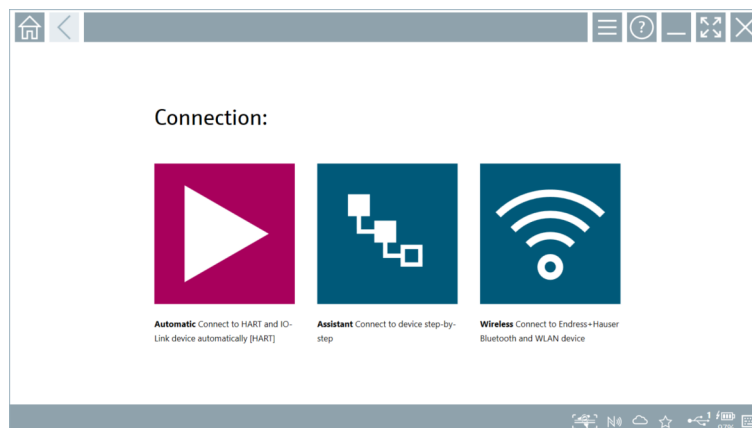 Connection:
Automatic Connect to HART and IO-
Link device automatically [HART]
Assistant Connect to device step-by-
step
Wireless Connect to Endress+Hauser
Bluetooth and WLAN device
1